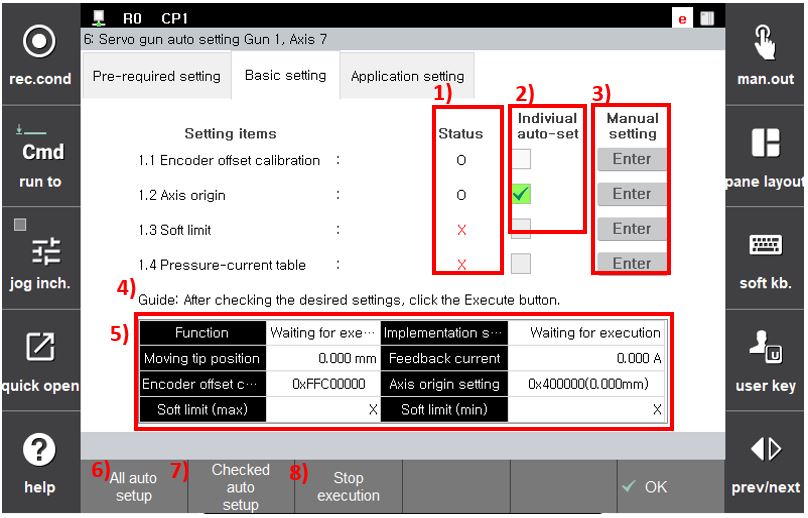 R0 CP1 e
6: Servo gun auto setting Gun 1, Axis 7
rec.cond
Cmd
run to
jog inch.
quick open
?
help
Pre-required setting Basic setting Application setting
1) 2) 3)
Setting items Status Indiviual auto-set Manual setting
1.1 Encoder offset calibration : O Enter
1.2 Axis origin : O Enter
1.3 Soft limit : X Enter
1.4 Pressure-current table : X Enter
4)
Guide: After checking the desired settings, click the Execute button.
5)
Function Waiting for exe··· Implementation s··· Waiting for execution
Moving tip position 0.000 mm Feedback current 0.000 A
Encoder offset c··· 0xFFC00000 Axis origin setting 0x400000(0.000mm)
Soft limit (max) X Soft limit (min) X
6) All auto setup
7) Checked auto setup
8) Stop execution
OK
man.out
pane layout
soft kb.
u
user key
prev/next